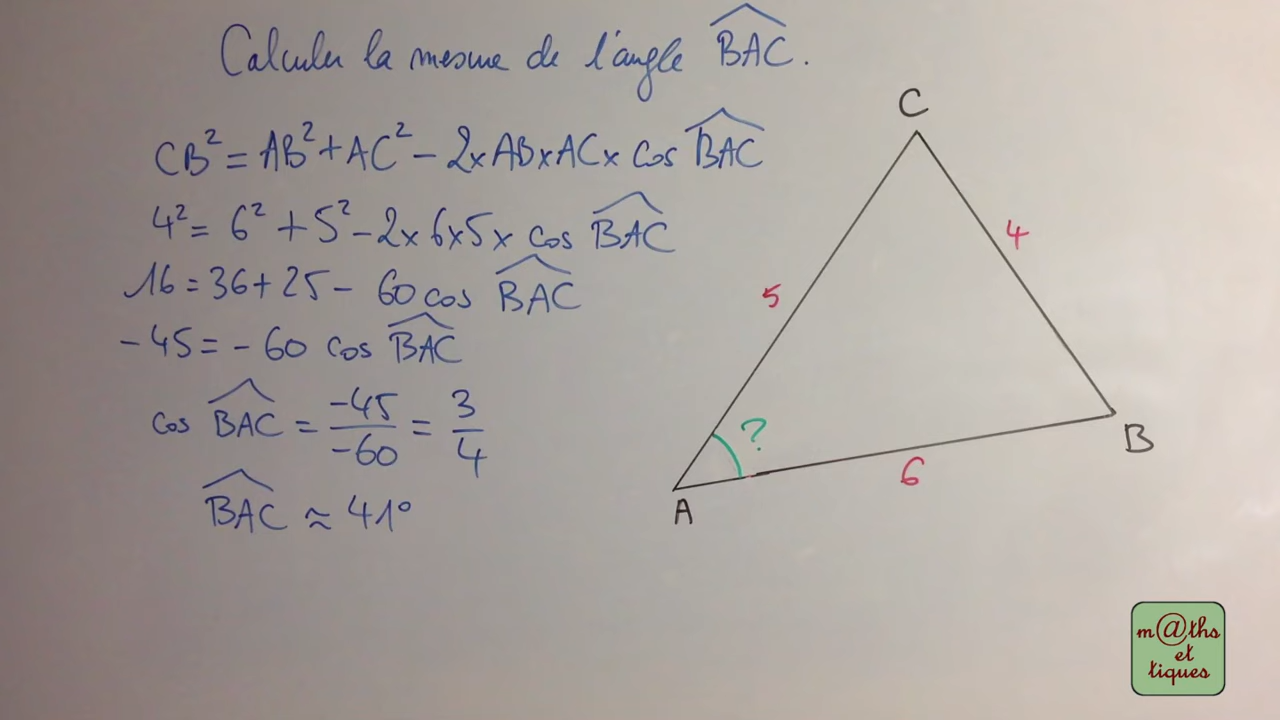 Calculer la mesure de l'angle BAC.
CB² = AB² + AC² - 2×AB×AC× cos BAC
4² = 6² + 5² - 2×6×5× cos BAC
16 = 36 + 25 - 60 cos BAC
-45 = -60 cos BAC
cos BAC = -45/-60 = 3/4
BAC ≈ 41°
C
4
5
?
B
6
A
m@ths
et
tiques